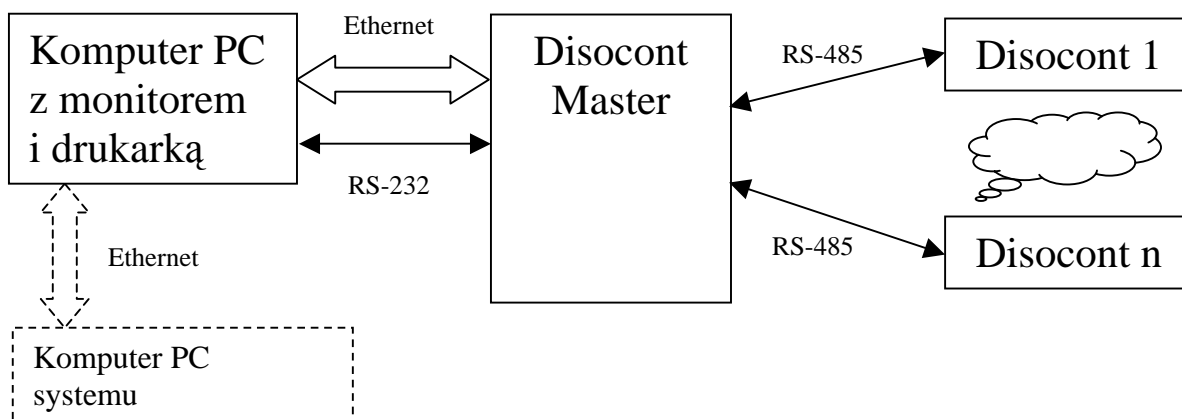 Komputer PC
z monitorem
i drukarką
Ethernet
RS-232
Disocont
Master
RS-485
Disocont 1
RS-485
Disocont n
Ethernet
Komputer PC
systemu